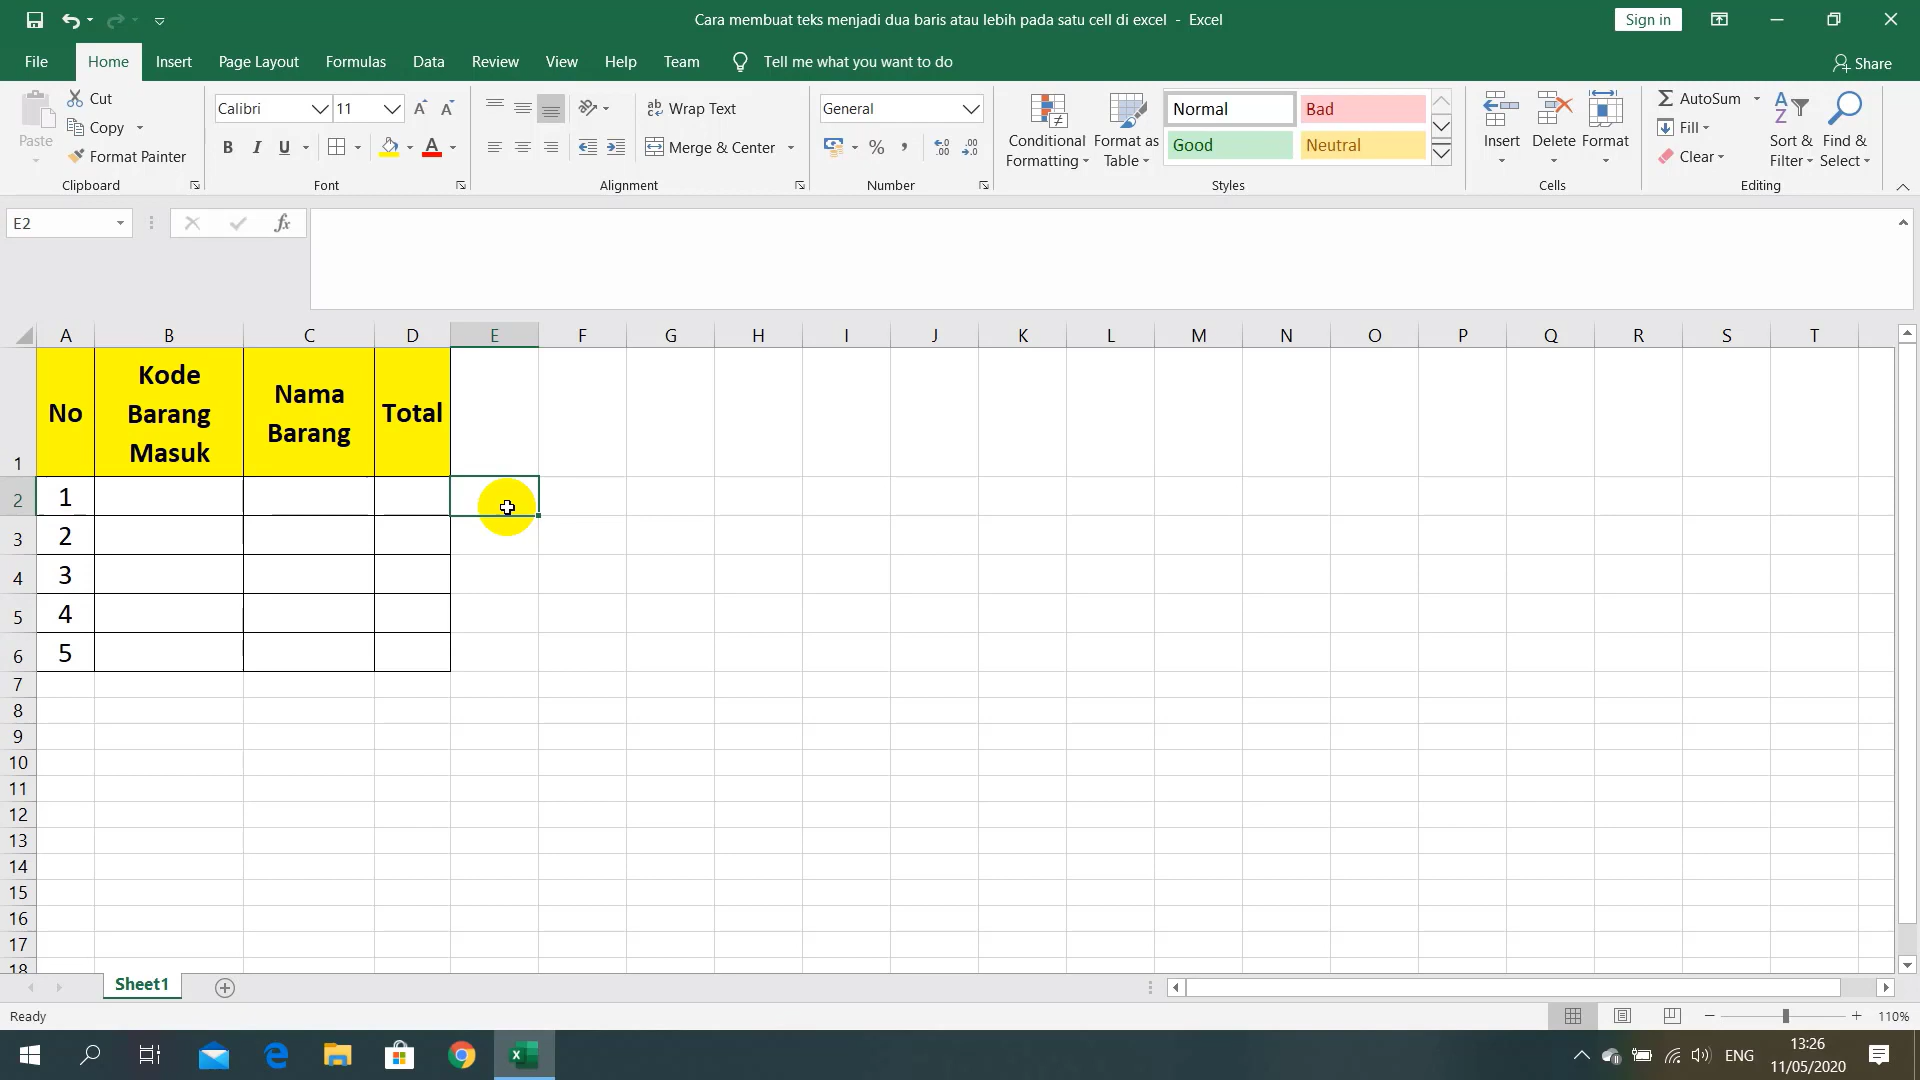 Cara membuat teks menjadi dua baris atau lebih pada satu cell di excel - Excel
Sign in
File Home Insert Page Layout Formulas Data Review View Help Team Tell me what you want to do
Share
Paste
Cut
Copy
Format Painter
Clipboard
Calibri 11
B I U
Font
Wrap Text
Merge & Center
Alignment
General
Number
Conditional Formatting
Format as Table
Normal Bad
Good Neutral
Styles
Insert Delete Format
Cells
AutoSum
Fill
Clear
Sort & Filter
Find & Select
Editing
E2
fx
A B C D E F G H I J K L M N O P Q R S T
1
No
Kode
Barang
Masuk
Nama
Barang
Total
2 1
3 2
4 3
5 4
6 5
7
8
9
10
11
12
13
14
15
16
17
18
Sheet1
Ready
110%
ENG
13:26
11/05/2020